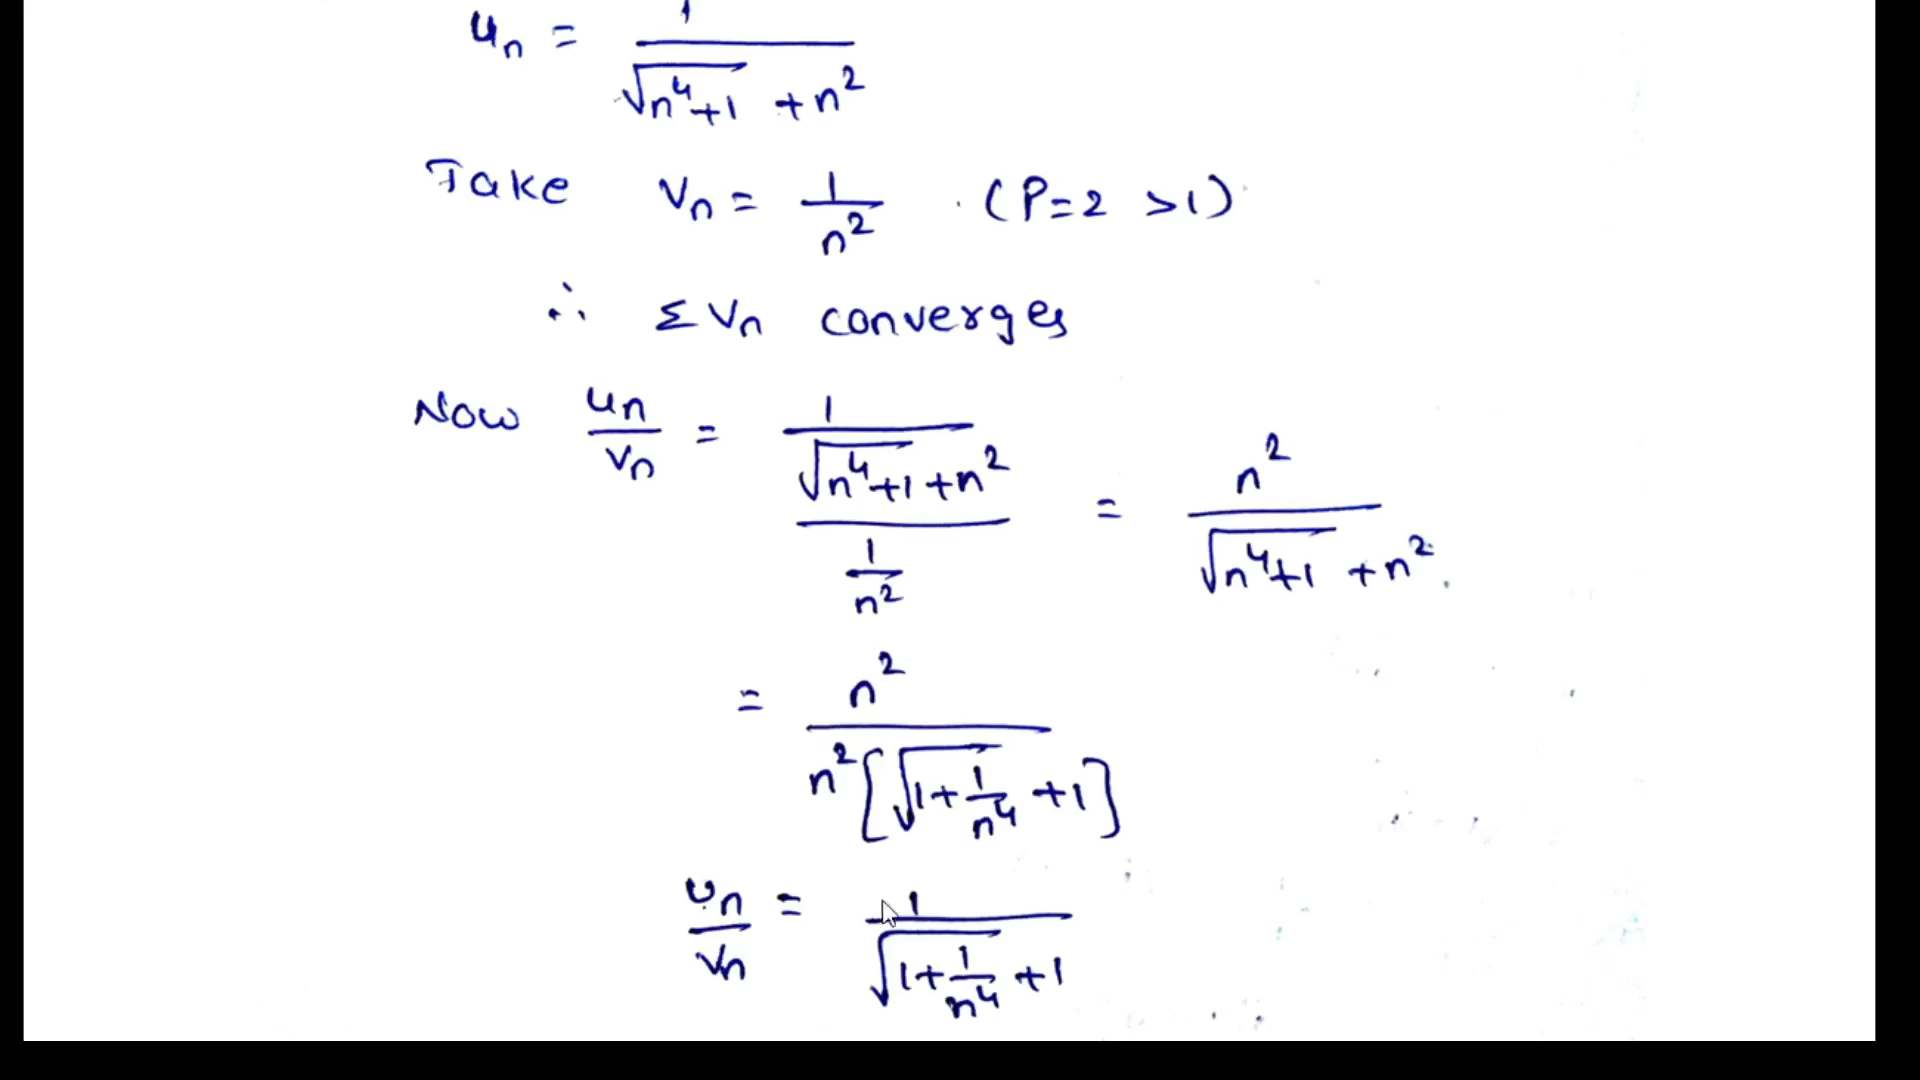 uₙ = 1 / (√(n⁴+1) + n²)
Take vₙ = 1/n² (P=2 >1)
∴ Σ vₙ converges
Now uₙ/vₙ = (1 / (√(n⁴+1) + n²)) / (1/n²) = n² / (√(n⁴+1) + n²)
= n² / (n² [√(1+1/n⁴) + 1])
uₙ/vₙ = 1 / (√(1+1/n⁴) + 1)